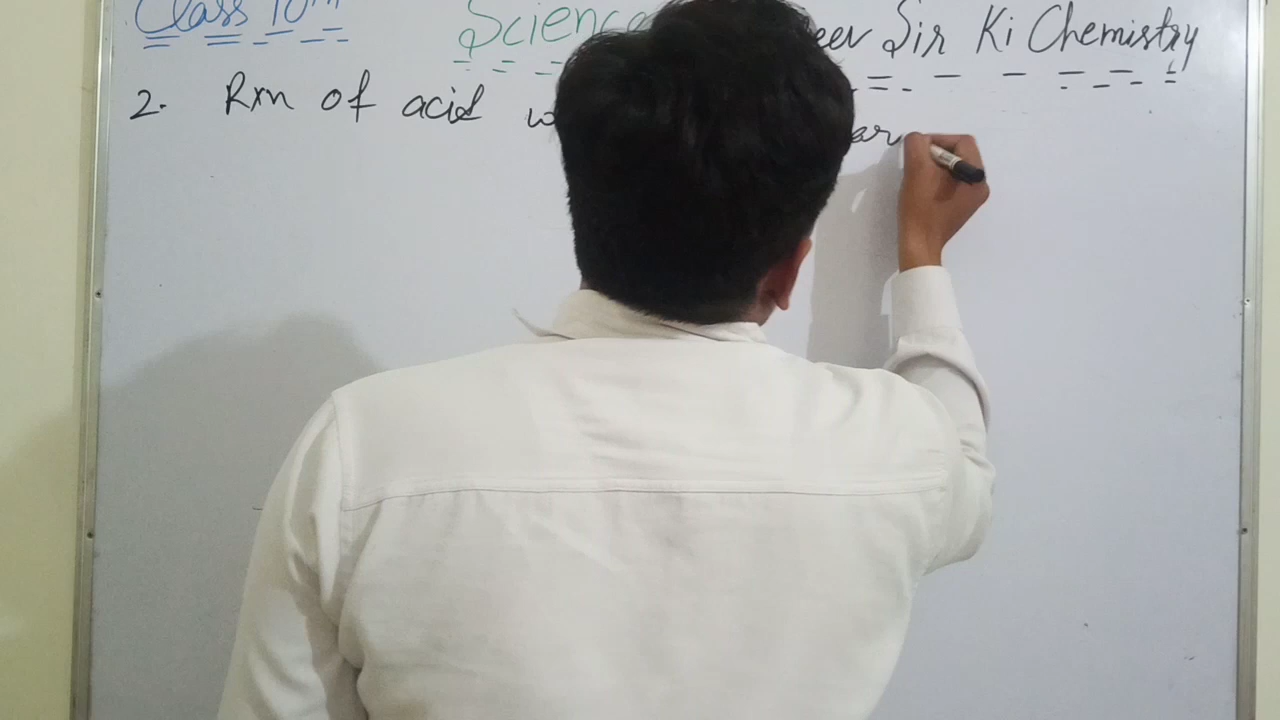 Class 10th Science Sir Ki Chemistry
2. Rxn of acid